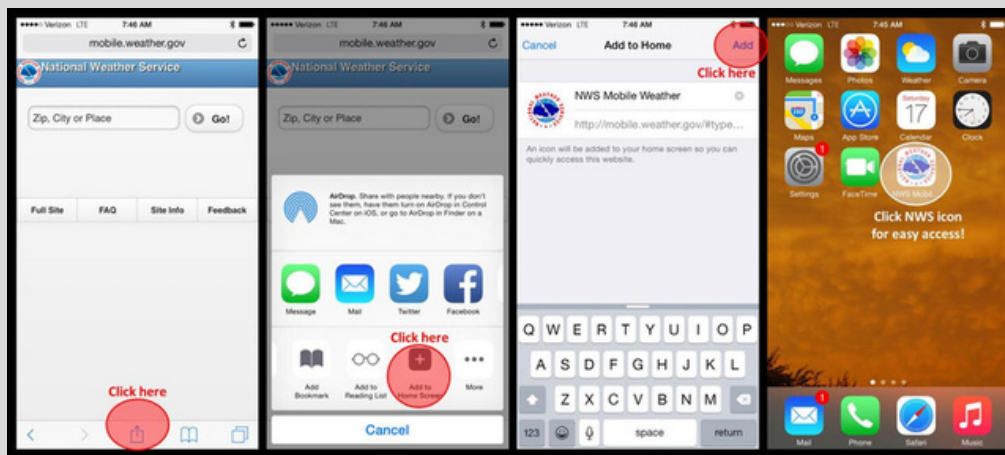 Verizon LTE 7:46 AM
mobile.weather.gov
National Weather Service
Zip, City or Place
Go!
Full Site FAQ Site Info Feedback
Click here
Verizon LTE 7:46 AM
mobile.weather.gov
National Weather Service
Zip, City or Place
Go!
AirDrop. Share with people nearby. If you don't
see them, have them turn on AirDrop in Control
Center on iOS, or go to AirDrop in Finder on a
Mac.
Message Mail Twitter Facebook
Click here
Add Bookmark
Add to Reading List
Add to Home Screen
More
Cancel
Verizon LTE 7:46 AM
Cancel Add to Home Add
Click here
NWS Mobile Weather
http://mobile.weather.gov/#type...
An icon will be added to your home screen so you can
quickly access this website.
Q W E R T Y U I O P
A S D F G H J K L
Z X C V B N M
123 space return
Verizon LTE 7:45 AM
Messages Photos Weather Camera
Saturday
17
Maps App Store Calendar Clock
1
Settings FaceTime NWS Mobil...
Click NWS icon
for easy access!
1
Mail Phone Safari Music